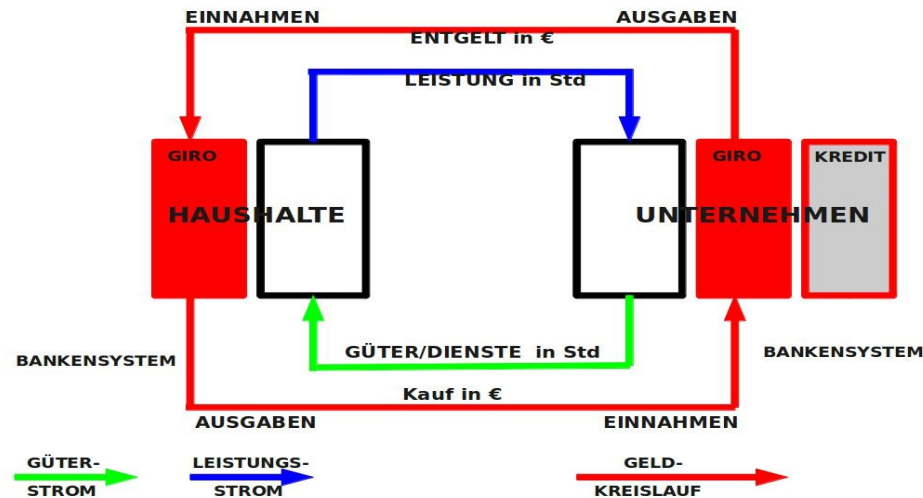 EINNAHMEN AUSGABEN
ENTGELT in €
LEISTUNG in Std
GIRO GIRO KREDIT
HAUSHALTE UNTERNEHMEN
GÜTER/DIENSTE in Std
BANKENSYSTEM BANKENSYSTEM
Kauf in €
AUSGABEN EINNAHMEN
GÜTER- LEISTUNGS- GELD-
STROM STROM KREISLAUF